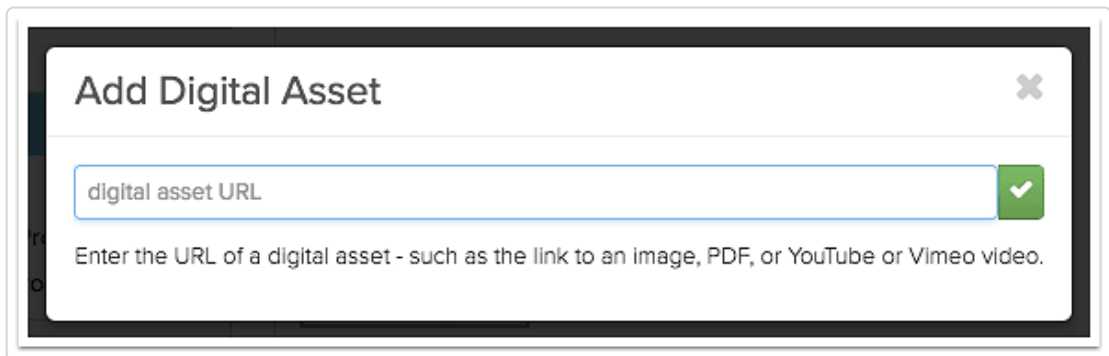 Add Digital Asset
digital asset URL
Enter the URL of a digital asset - such as the link to an image, PDF, or YouTube or Vimeo video.